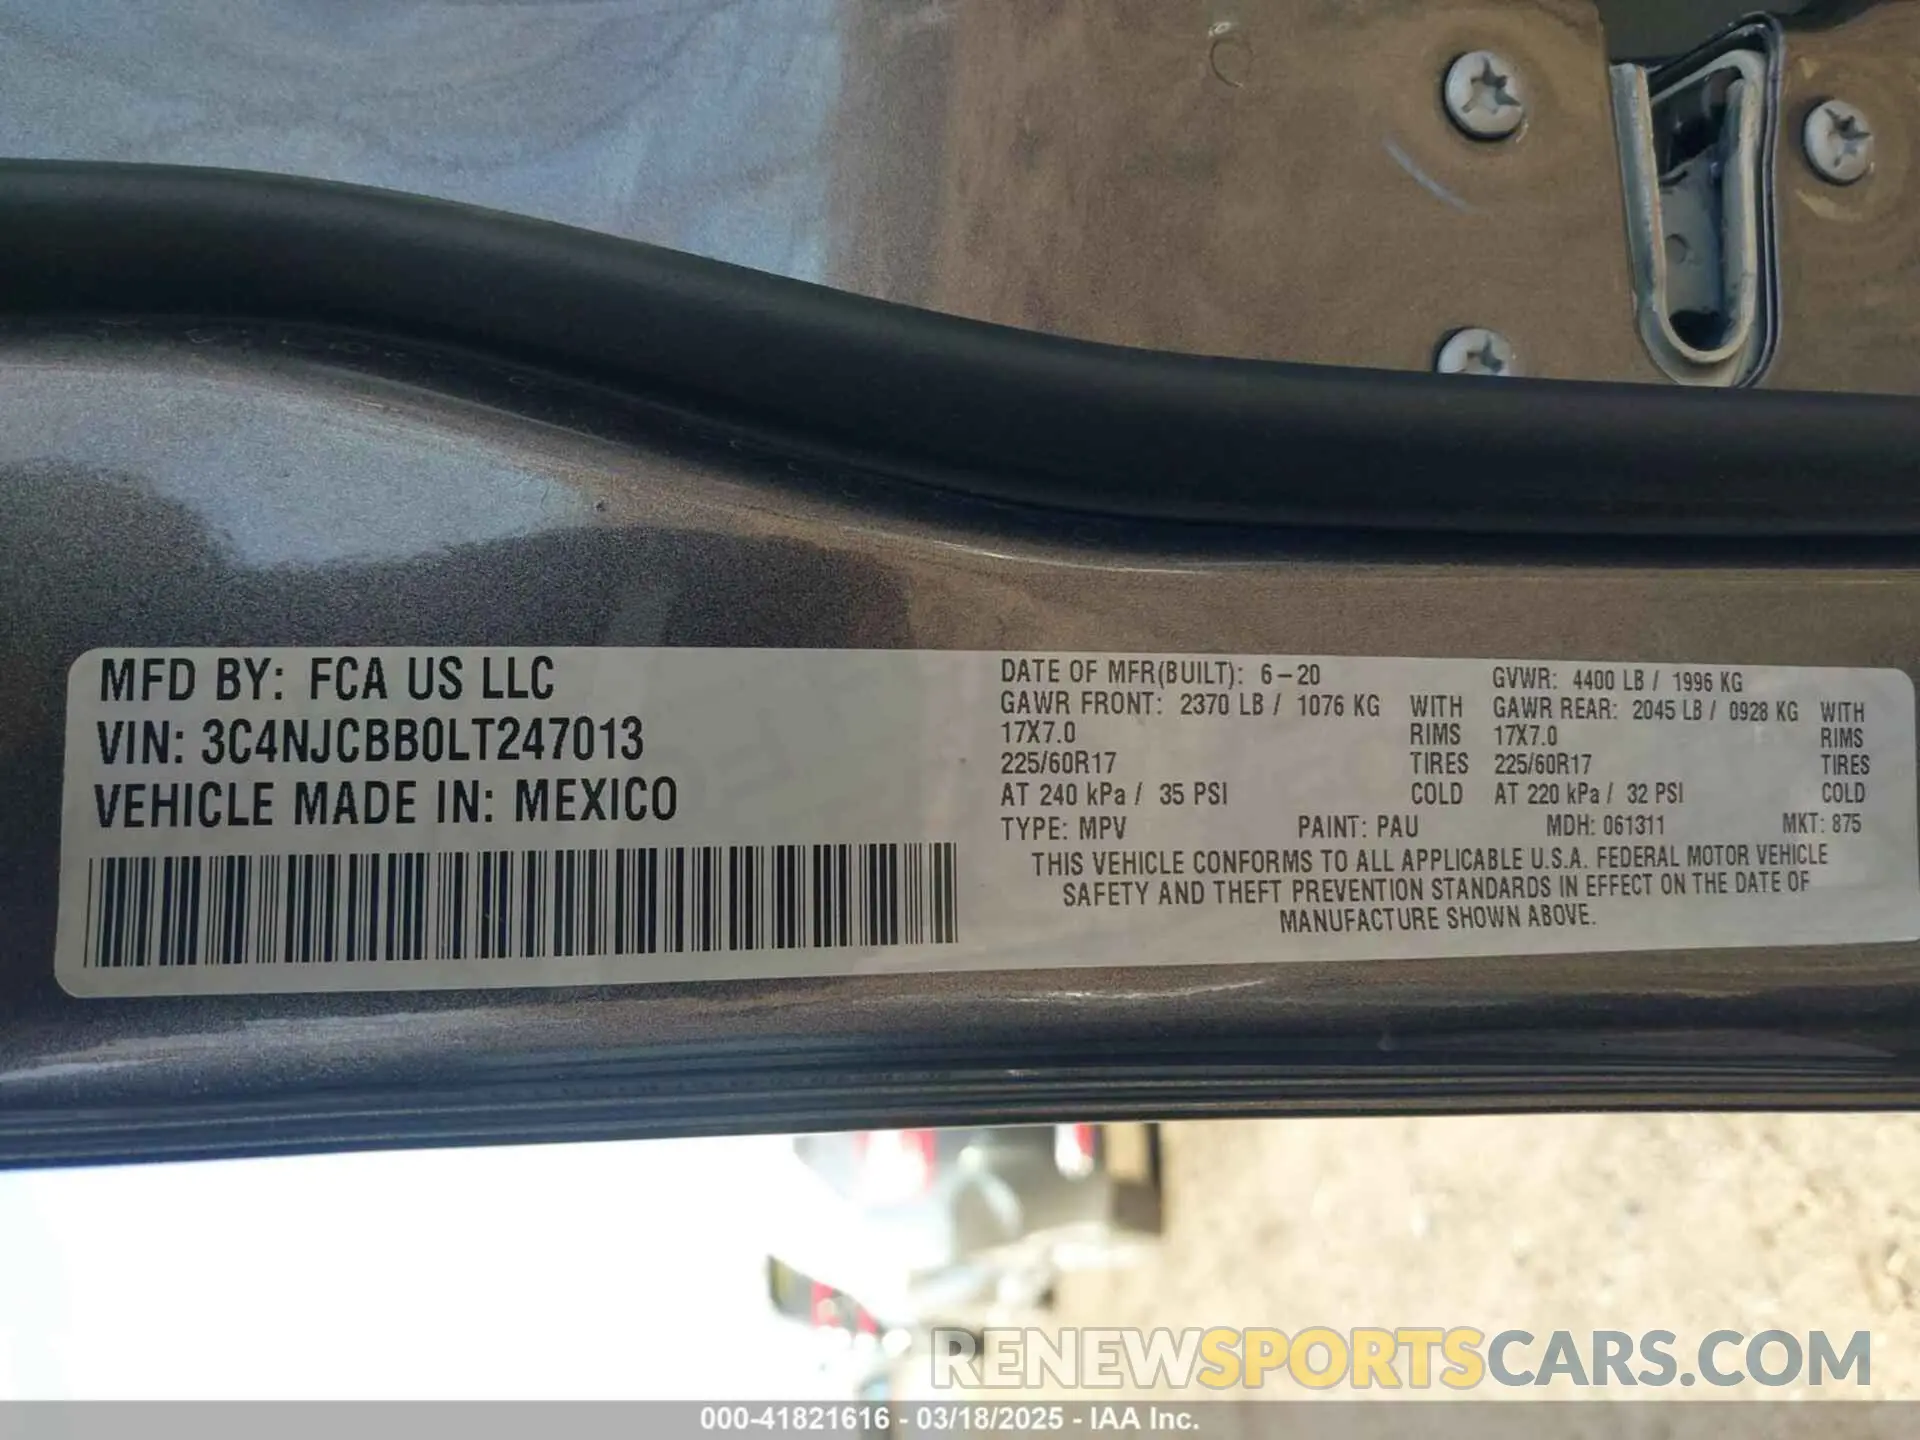 MFD BY: FCA US LLC
VIN: 3C4NJCBB0LT247013
VEHICLE MADE IN: MEXICO
DATE OF MFR(BUILT): 6-20 GVWR: 4400 LB / 1996 KG
GAWR FRONT: 2370 LB / 1076 KG WITH GAWR REAR: 2045 LB / 0928 KG WITH
17X7.0 RIMS 17X7.0 RIMS
225/60R17 TIRES 225/60R17 TIRES
AT 240 kPa / 35 PSI COLD AT 220 kPa / 32 PSI COLD
TYPE: MPV PAINT: PAU MDH: 061311 MKT: 875
THIS VEHICLE CONFORMS TO ALL APPLICABLE U.S.A. FEDERAL MOTOR VEHICLE
SAFETY AND THEFT PREVENTION STANDARDS IN EFFECT ON THE DATE OF
MANUFACTURE SHOWN ABOVE.
RENEWSPORTSCARS.COM
000-41821616 - 03/18/2025 - IAA Inc.